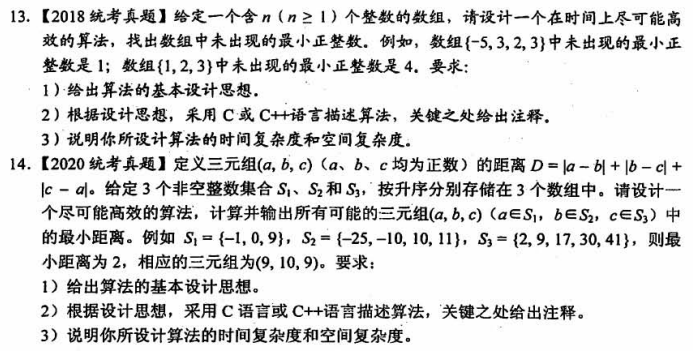 13.【2018 统考真题】给定一个含 n（n ≥ 1）个整数的数组，请设计一个在时间上尽可能高
效的算法，找出数组中未出现的最小正整数。例如，数组{-5, 3, 2, 3}中未出现的最小正
整数是 1；数组{1, 2, 3}中未出现的最小正整数是 4。要求：
1）给出算法的基本设计思想。
2）根据设计思想，采用 C 或 C++语言描述算法，关键之处给出注释。
3）说明你所设计算法的时间复杂度和空间复杂度。
14.【2020 统考真题】定义三元组(a, b, c)（a、b、c 均为正数）的距离 D = |a − b| + |b − c| +
|c − a|。给定 3 个非空整数集合 S₁、S₂ 和 S₃，按升序分别存储在 3 个数组中。请设计一
个尽可能高效的算法，计算并输出所有可能的三元组(a, b, c)（a∈S₁，b∈S₂，c∈S₃）中
的最小距离。例如 S₁ = {−1, 0, 9}，S₂ = {−25, −10, 10, 11}，S₃ = {2, 9, 17, 30, 41}，则最
小距离为 2，相应的三元组为(9, 10, 9)。要求：
1）给出算法的基本设计思想。
2）根据设计思想，采用 C 语言或 C++语言描述算法，关键之处给出注释。
3）说明你所设计算法的时间复杂度和空间复杂度。